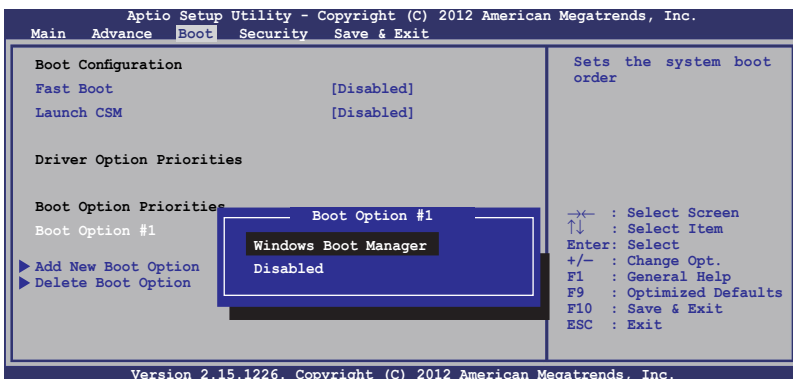 Aptio Setup Utility - Copyright (C) 2012 American Megatrends, Inc.
Main Advance Boot Security Save & Exit
Boot Configuration
Fast Boot [Disabled]
Launch CSM [Disabled]
Driver Option Priorities
Boot Option Priorities
Boot Option #1
Add New Boot Option
Delete Boot Option
Boot Option #1
Windows Boot Manager
Disabled
Sets the system boot
order
→← : Select Screen
↑↓ : Select Item
Enter: Select
+/— : Change Opt.
F1 : General Help
F9 : Optimized Defaults
F10 : Save & Exit
ESC : Exit
Version 2.15.1226. Copyright (C) 2012 American Megatrends, Inc.